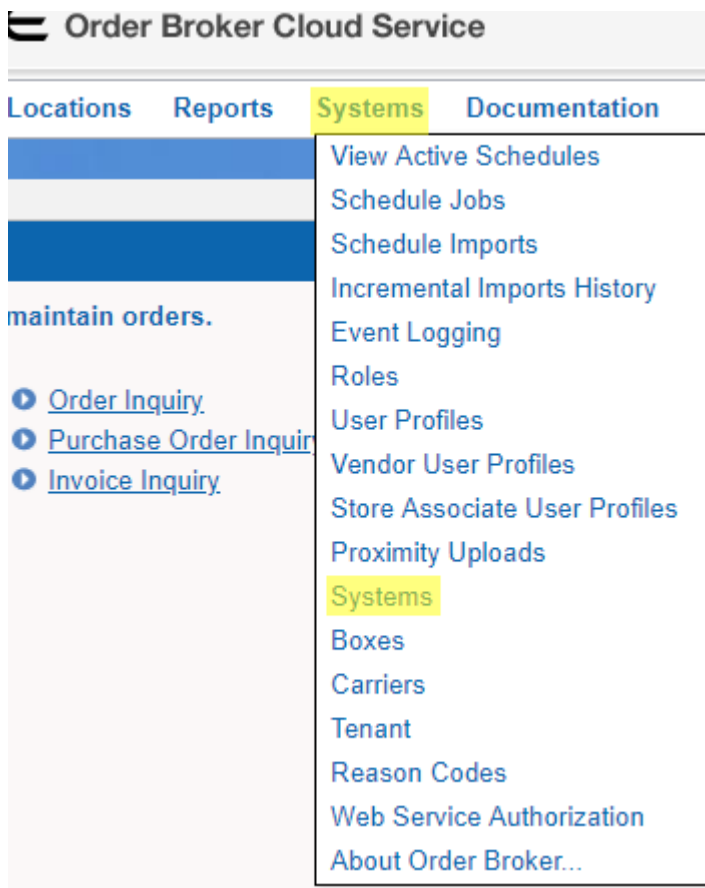 Order Broker Cloud Service
Locations Reports Systems Documentation
View Active Schedules
Schedule Jobs
Schedule Imports
Incremental Imports History
maintain orders.
Event Logging
Roles
Order Inquiry
User Profiles
Purchase Order Inquiry
Vendor User Profiles
Invoice Inquiry
Store Associate User Profiles
Proximity Uploads
Systems
Boxes
Carriers
Tenant
Reason Codes
Web Service Authorization
About Order Broker...